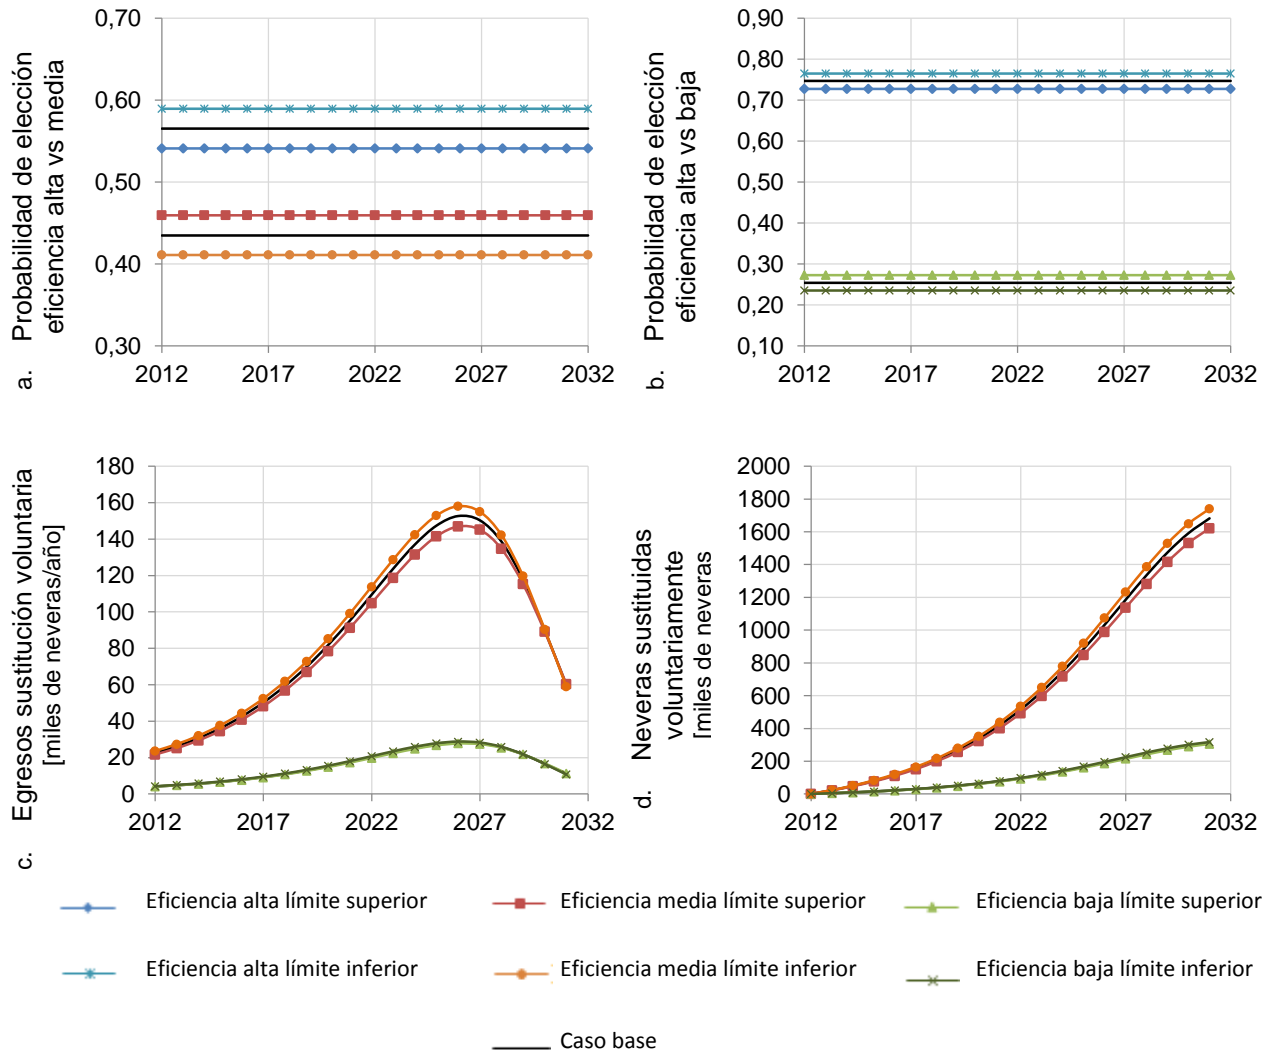 a. Probabilidad de elección
eficiencia alta vs media
0,70
0,60
0,50
0,40
0,30
2012 2017 2022 2027 2032
b. Probabilidad de elección
eficiencia alta vs baja
0,90
0,80
0,70
0,60
0,50
0,40
0,30
0,20
0,10
2012 2017 2022 2027 2032
c. Egresos sustitución voluntaria
[miles de neveras/año]
180
160
140
120
100
80
60
40
20
0
2012 2017 2022 2027 2032
d. Neveras sustituidas
voluntariamente
[miles de neveras
2000
1800
1600
1400
1200
1000
800
600
400
200
0
2012 2017 2022 2027 2032
Eficiencia alta límite superior
Eficiencia media límite superior
Eficiencia baja límite superior
Eficiencia alta límite inferior
Eficiencia media límite inferior
Eficiencia baja límite inferior
Caso base